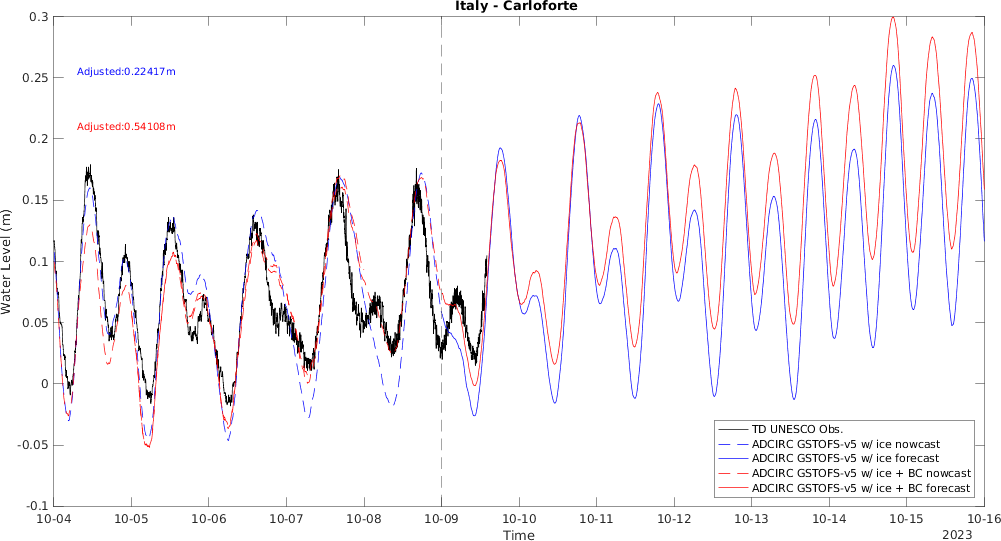 Italy - Carloforte
0.3
0.25
0.2
0.15
0.1
0.05
0
-0.05
-0.1
Water Level (m)
Adjusted:0.22417m
Adjusted:0.54108m
TD UNESCO Obs.
ADCIRC GSTOFS-v5 w/ ice nowcast
ADCIRC GSTOFS-v5 w/ ice forecast
ADCIRC GSTOFS-v5 w/ ice + BC nowcast
ADCIRC GSTOFS-v5 w/ ice + BC forecast
10-04 10-05 10-06 10-07 10-08 10-09 10-10 10-11 10-12 10-13 10-14 10-15 10-16
Time
2023